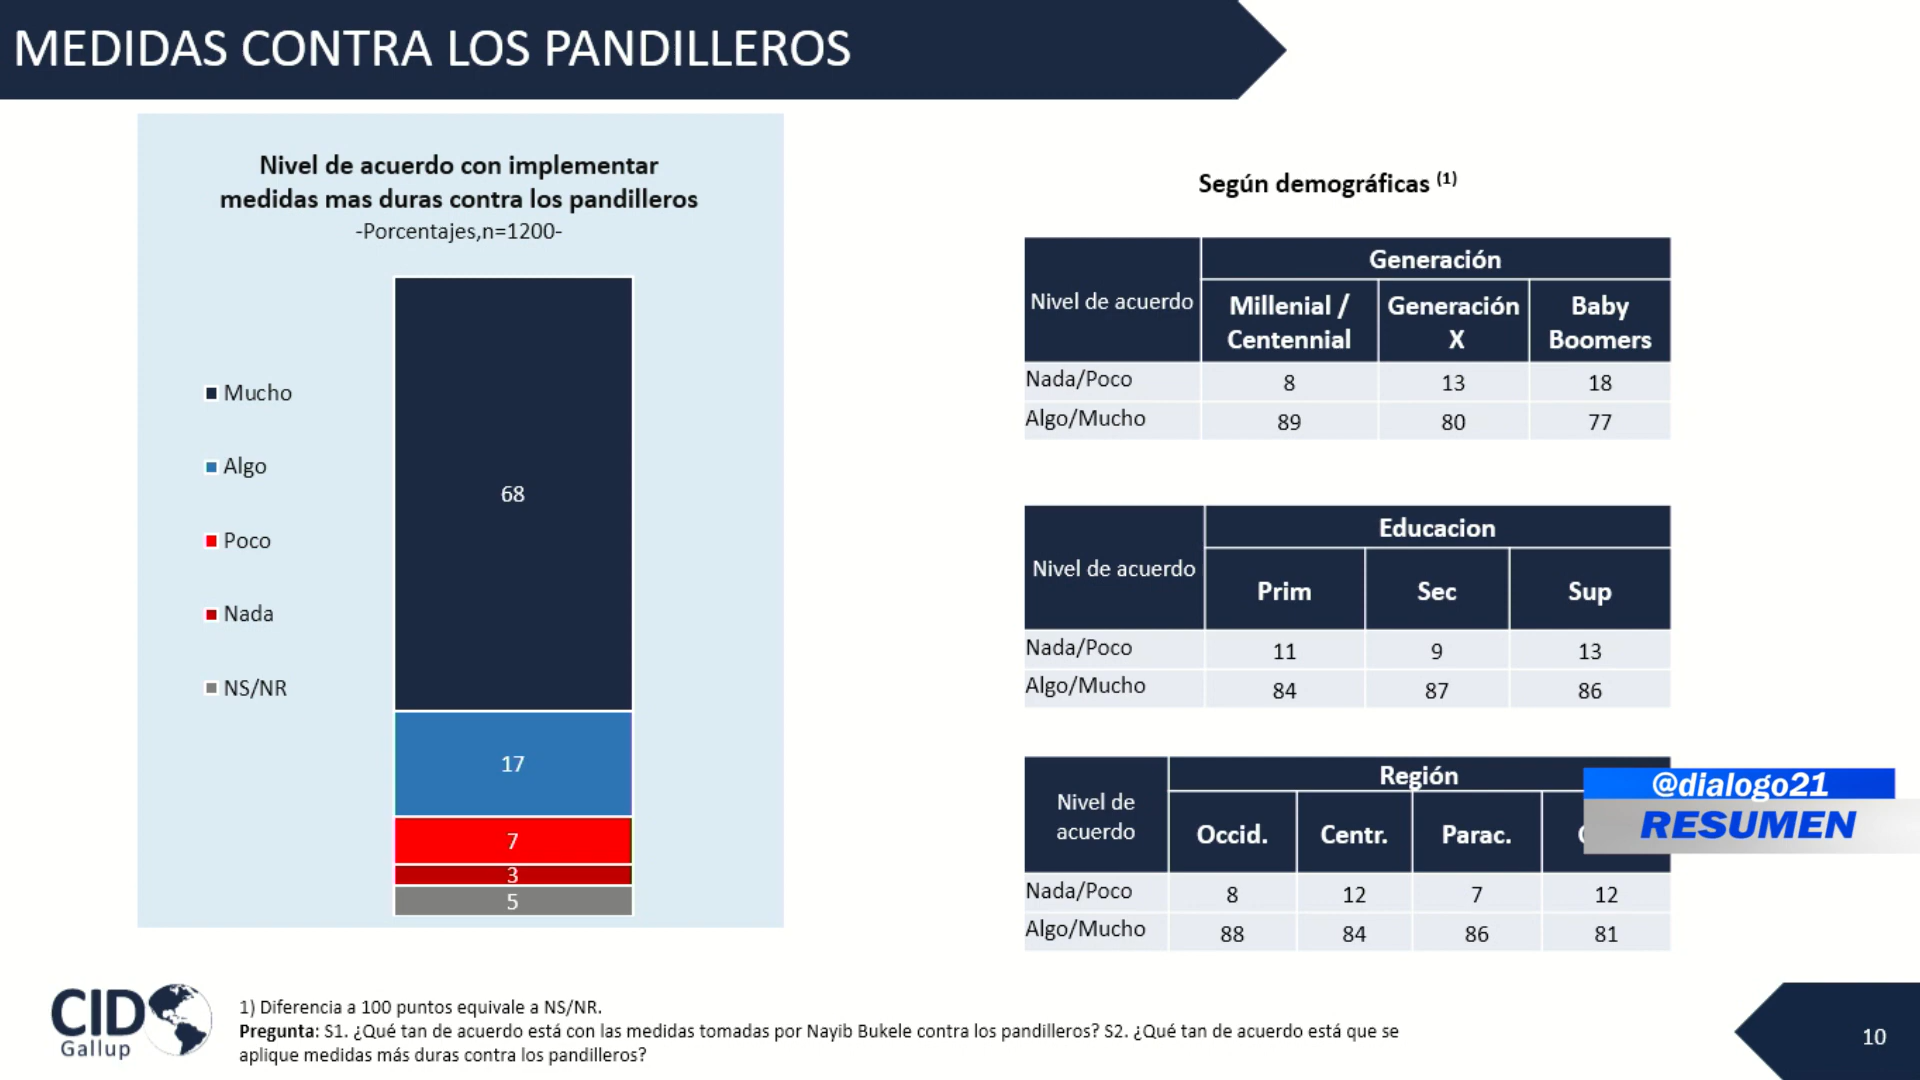 MEDIDAS CONTRA LOS PANDILLEROS
Nivel de acuerdo con implementar
medidas mas duras contra los pandilleros
-Porcentajes,n=1200-
Mucho
Algo
Poco
Nada
NS/NR
68
17
7
3
5
Según demográficas (1)
Nivel de acuerdo
Generación
Millenial / Centennial
Generación X
Baby Boomers
Nada/Poco 8 13 18
Algo/Mucho 89 80 77
Nivel de acuerdo
Educacion
Prim Sec Sup
Nada/Poco 11 9 13
Algo/Mucho 84 87 86
Nivel de acuerdo
Región
Occid. Centr. Parac.
Nada/Poco 8 12 7 12
Algo/Mucho 88 84 86 81
@dialogo21
RESUMEN
CID
Gallup
1) Diferencia a 100 puntos equivale a NS/NR.
Pregunta: S1. ¿Qué tan de acuerdo está con las medidas tomadas por Nayib Bukele contra los pandilleros? S2. ¿Qué tan de acuerdo está que se
aplique medidas más duras contra los pandilleros?
10